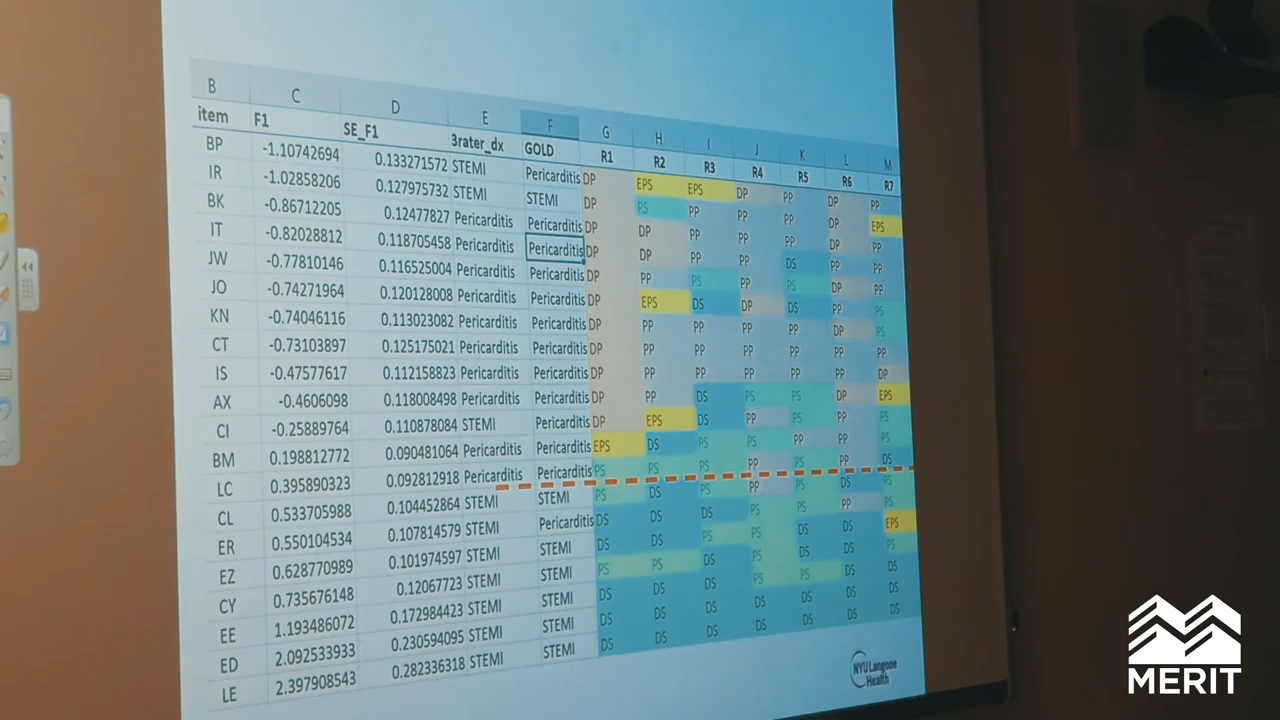 B C D E F G H I J K L M
item F1 SE_F1 3rater_dx GOLD R1 R2 R3 R4 R5 R6 R7
BP -1.10742694 0.133271572 STEMI Pericarditis DP EPS EPS DP PP DP PP
IR -1.02858206 0.127975732 STEMI STEMI DP PS PP PP PP DP EPS
BK -0.86712205 0.12477827 Pericarditis Pericarditis DP DP PP PP PP DP PP
IT -0.82028812 0.118705458 Pericarditis Pericarditis DP DP PP PP DS PP PP
JW -0.77810146 0.116525004 Pericarditis Pericarditis DP PP PS PP PS DP PP
JO -0.74271964 0.120128008 Pericarditis Pericarditis DP EPS DS DP DS PP PS
KN -0.74046116 0.113023082 Pericarditis Pericarditis DP PP PP PP PP DP PS
CT -0.73103897 0.125175021 Pericarditis Pericarditis DP PP PP PP PP PP PP
IS -0.47577617 0.112158823 Pericarditis Pericarditis DP PP PP PP PP PP DP
AX -0.4606098 0.118008498 Pericarditis Pericarditis DP PP DS PS PS DP EPS
CI -0.25889764 0.110878084 STEMI Pericarditis DP EPS DS PP PS PP PS
BM 0.198812772 0.090481064 Pericarditis Pericarditis EPS DS PS PS PP PP PS
LC 0.395890323 0.092812918 Pericarditis Pericarditis PS PS PS PP PS PP DS
CL 0.533705988 0.104452864 STEMI STEMI PS DS PS PP PS DS PS
ER 0.550104534 0.107814579 STEMI Pericarditis DS DS DS PS PS PP PS
EZ 0.628770989 0.101974597 STEMI STEMI DS DS PS PS DS DS EPS
CY 0.735676148 0.12067723 STEMI STEMI PS PS DS PS DS DS PS
EE 1.193486072 0.172984423 STEMI STEMI DS DS DS PS PS DS DS
ED 2.092533933 0.230594095 STEMI STEMI DS DS DS DS DS DS DS
LE 2.397908543 0.282336318 STEMI STEMI DS DS DS DS DS DS DS
NYU Langone
Health
MERIT